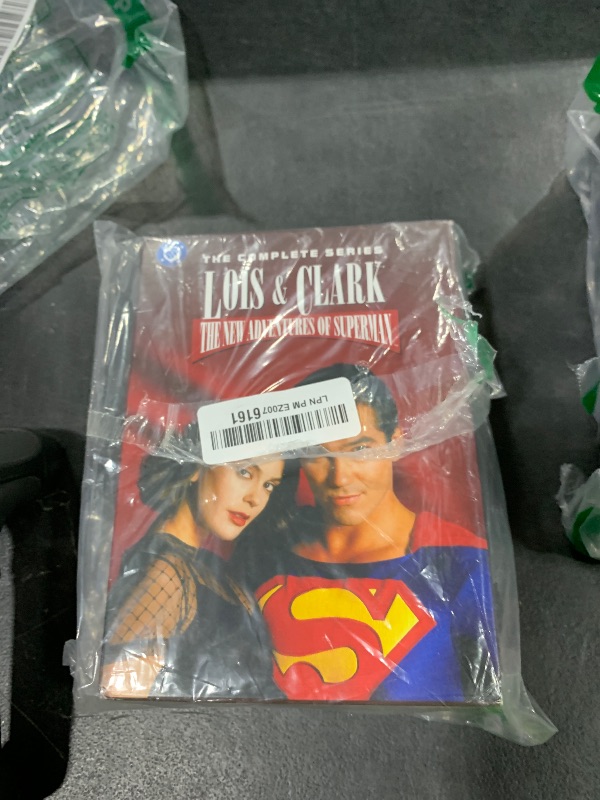 THE COMPLETE SERIES
LOIS & CLARK
THE NEW ADVENTURES OF SUPERMAN
LPN PM EZ007 6161
S